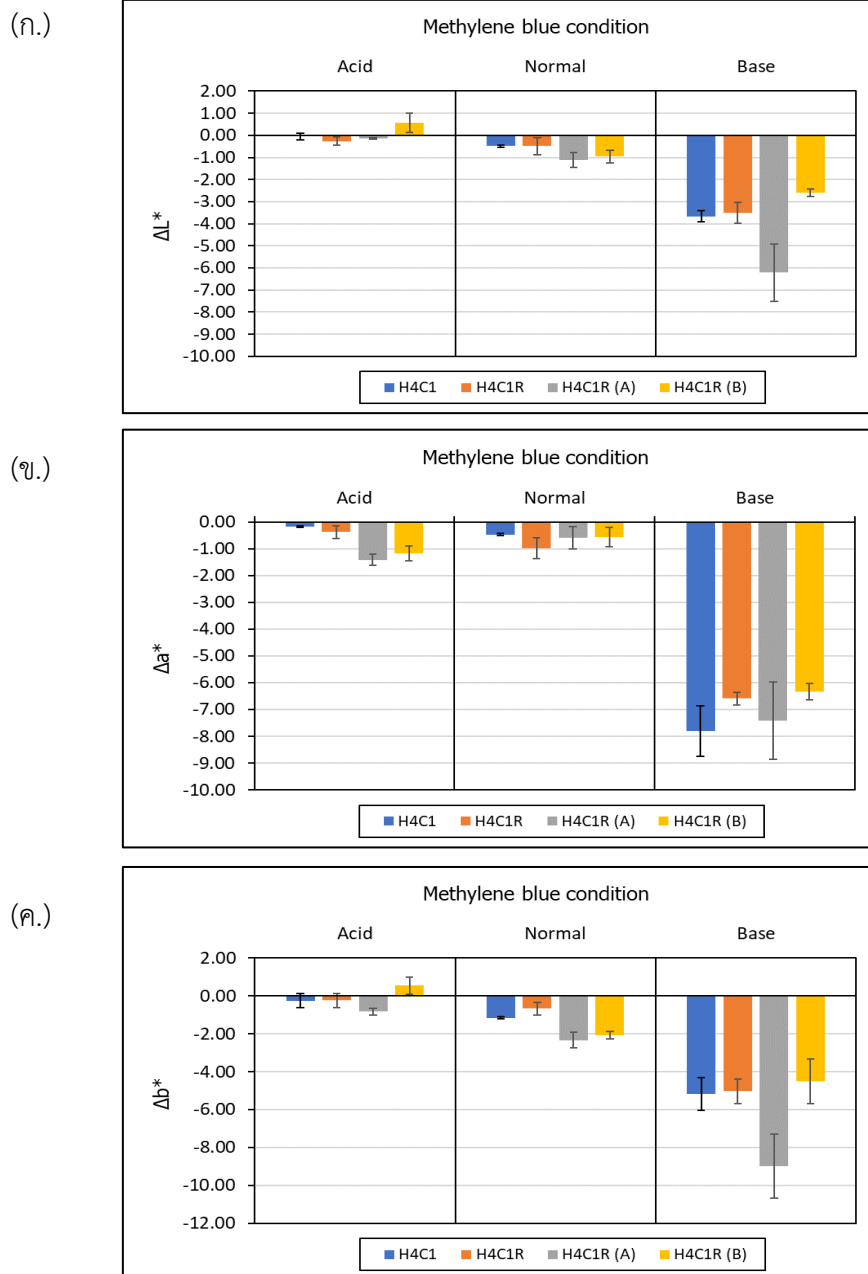 (ก.)
Methylene blue condition
Acid Normal Base
2.00
1.00
0.00
-1.00
-2.00
-3.00
-4.00
-5.00
-6.00
-7.00
-8.00
-9.00
-10.00
ΔL*
H4C1 H4C1R H4C1R (A) H4C1R (B)
(ข.)
Methylene blue condition
Acid Normal Base
0.00
-1.00
-2.00
-3.00
-4.00
-5.00
-6.00
-7.00
-8.00
-9.00
-10.00
Δa*
H4C1 H4C1R H4C1R (A) H4C1R (B)
(ค.)
Methylene blue condition
Acid Normal Base
2.00
0.00
-2.00
-4.00
-6.00
-8.00
-10.00
-12.00
Δb*
H4C1 H4C1R H4C1R (A) H4C1R (B)